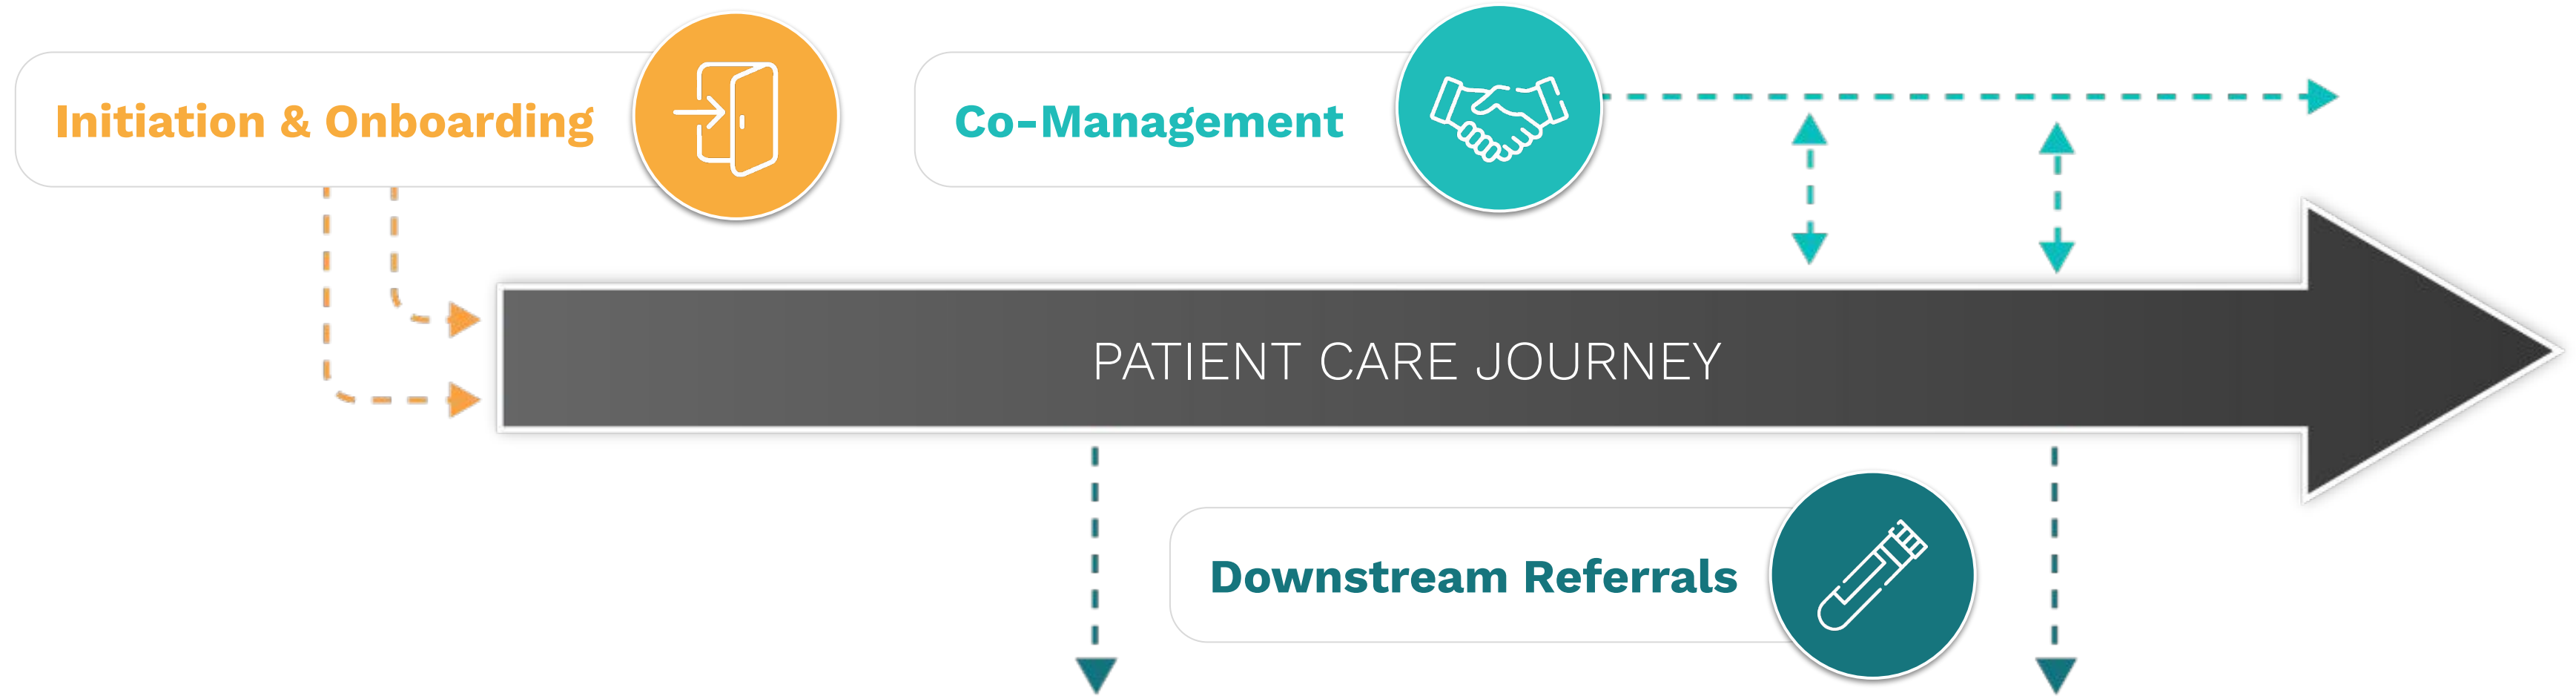 Initiation & Onboarding
Co-Management
PATIENT CARE JOURNEY
Downstream Referrals